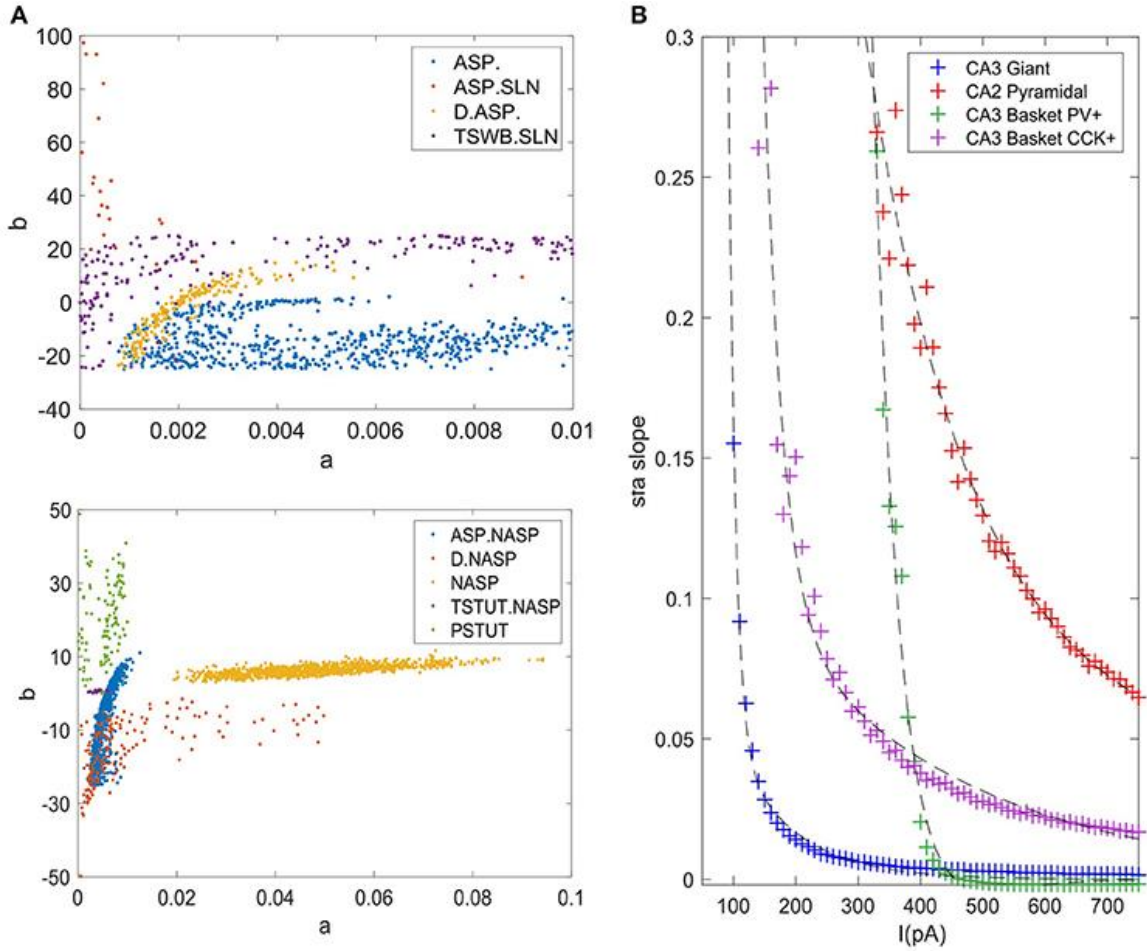 A
100
80
60
40
20
0
-20
-40
b
0
0.002
0.004
0.006
0.008
0.01
a
ASP.
ASP.SLN
D.ASP.
TSWB.SLN
50
30
10
-10
-30
-50
b
0
0.02
0.04
0.06
0.08
0.1
a
ASP.NASP
D.NASP
NASP
TSTUT.NASP
PSTUT
B
0.3
0.25
0.2
0.15
0.1
0.05
0
sfa slope
100
200
300
400
500
600
700
I(pA)
CA3 Giant
CA2 Pyramidal
CA3 Basket PV+
CA3 Basket CCK+